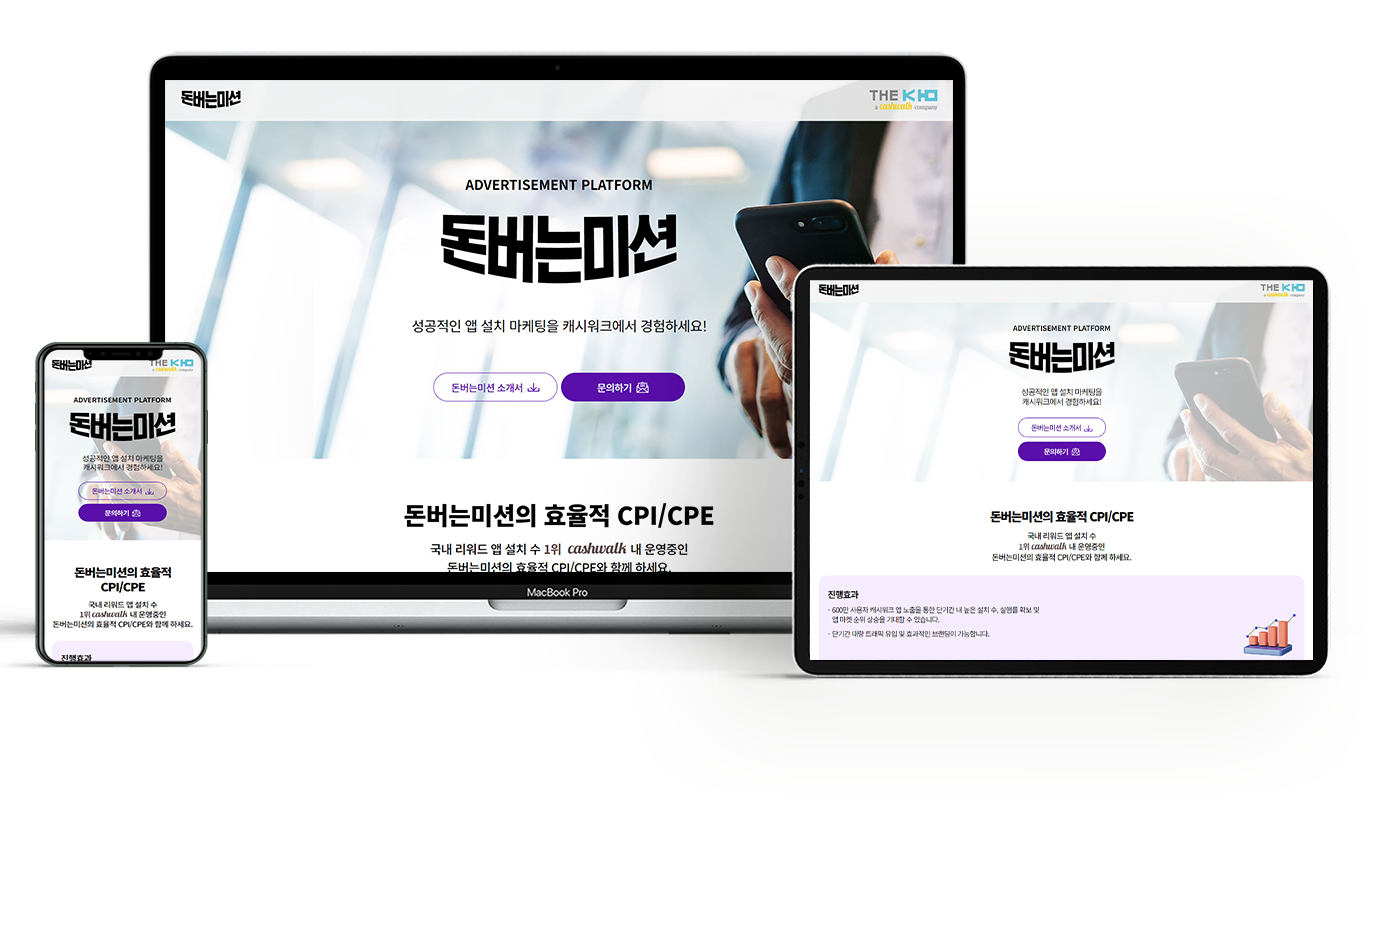 돈버는미션
THE K HO
a cashwalk company
ADVERTISEMENT PLATFORM
돈버는미션
성공적인 앱 설치 마케팅을 캐시워크에서 경험하세요!
돈버는미션 소개서
문의하기
돈버는미션의 효율적 CPI/CPE
국내 리워드 앱 설치 수 1위 cashwalk 내 운영중인
돈버는미션의 효율적 CPI/CPE와 함께 하세요.
MacBook Pro
돈버는미션
THE K HO
a cashwalk company
ADVERTISEMENT PLATFORM
돈버는미션
성공적인 앱 설치 마케팅을
캐시워크에서 경험하세요!
돈버는미션 소개서
문의하기
돈버는미션의 효율적
CPI/CPE
국내 리워드 앱 설치 수
1위 cashwalk 내 운영중인
돈버는미션의 효율적 CPI/CPE와 함께 하세요.
진행효과
돈버는미션
THE K HO
a cashwalk company
ADVERTISEMENT PLATFORM
돈버는미션
성공적인 앱 설치 마케팅을
캐시워크에서 경험하세요!
돈버는미션 소개서
문의하기
돈버는미션의 효율적 CPI/CPE
국내 리워드 앱 설치 수
1위 cashwalk 내 운영중인
돈버는미션의 효율적 CPI/CPE와 함께 하세요.
진행효과
- 600만 사용자 캐시워크 앱 노출을 통한 단기간 내 높은 설치 수, 실행률 확보 및
앱 마켓 순위 상승을 기대할 수 있습니다.
- 단기간 대량 트래픽 유입 및 효과적인 브랜딩이 가능합니다.